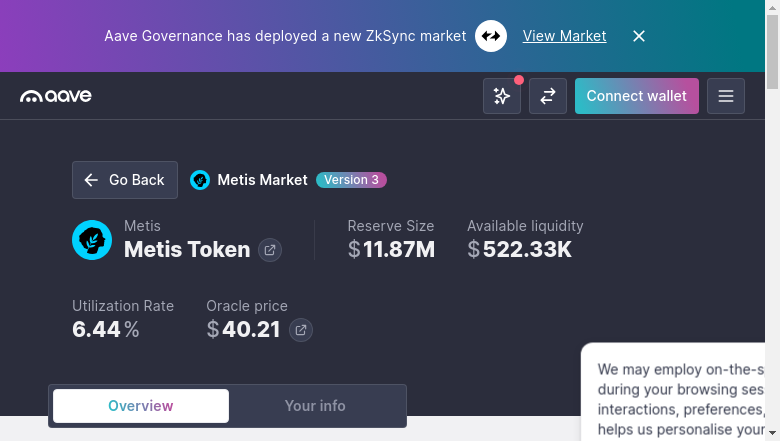 Aave Governance has deployed a new ZkSync market View Market
aave
Connect wallet
Go Back
Metis Market Version 3
Metis
Metis Token
Reserve Size
$11.87M
Available liquidity
$522.33K
Utilization Rate
6.44%
Oracle price
$40.21
We may employ on-the-s
during your browsing ses
interactions, preferences,
helps us personalise your
Overview
Your info